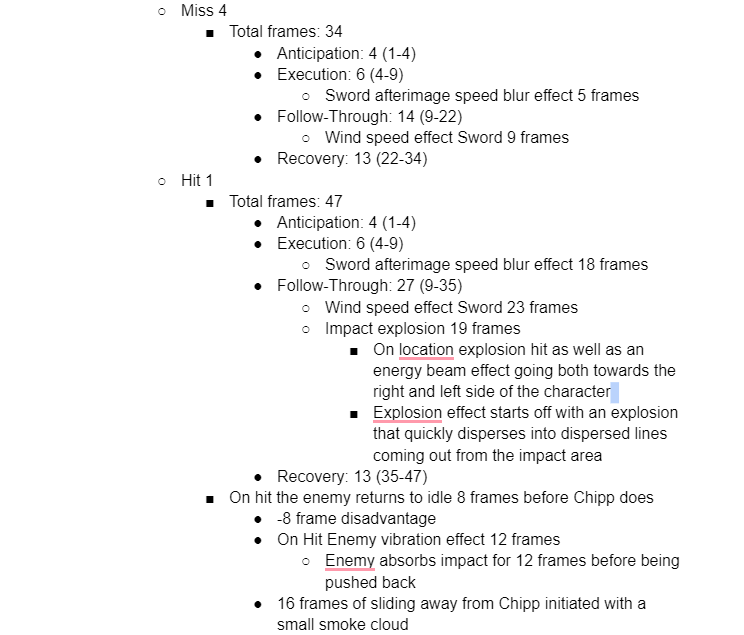 ○ Miss 4
■ Total frames: 34
● Anticipation: 4 (1-4)
● Execution: 6 (4-9)
○ Sword afterimage speed blur effect 5 frames
● Follow-Through: 14 (9-22)
○ Wind speed effect Sword 9 frames
● Recovery: 13 (22-34)
○ Hit 1
■ Total frames: 47
● Anticipation: 4 (1-4)
● Execution: 6 (4-9)
○ Sword afterimage speed blur effect 18 frames
● Follow-Through: 27 (9-35)
○ Wind speed effect Sword 23 frames
○ Impact explosion 19 frames
■ On location explosion hit as well as an
energy beam effect going both towards the
right and left side of the character
■ Explosion effect starts off with an explosion
that quickly disperses into dispersed lines
coming out from the impact area
● Recovery: 13 (35-47)
■ On hit the enemy returns to idle 8 frames before Chipp does
● -8 frame disadvantage
● On Hit Enemy vibration effect 12 frames
○ Enemy absorbs impact for 12 frames before being
pushed back
● 16 frames of sliding away from Chipp initiated with a
small smoke cloud